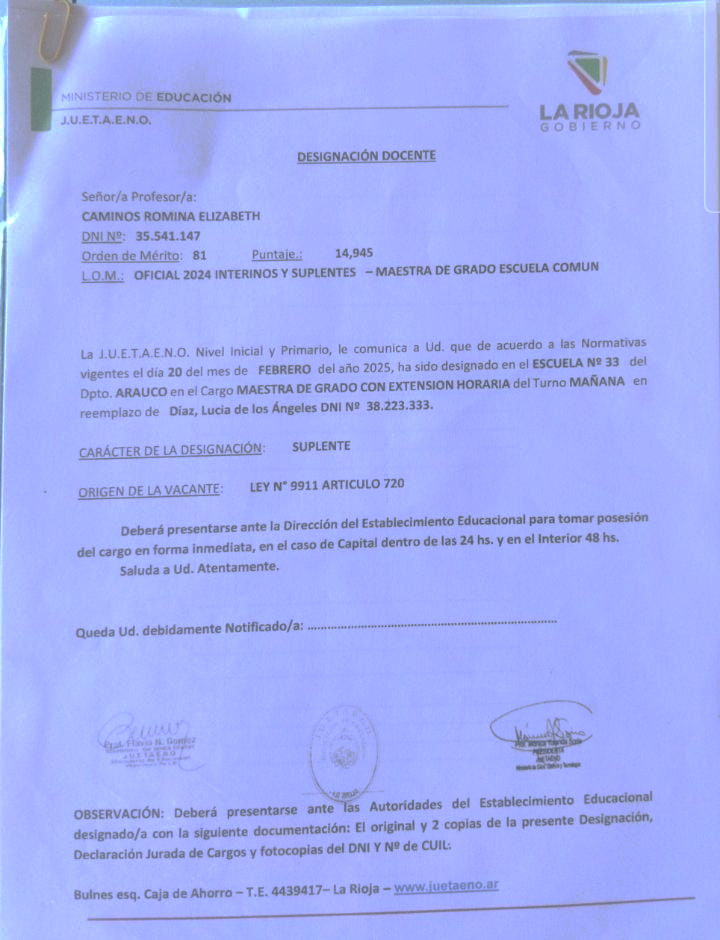 MINISTERIO DE EDUCACIÓN
J.U.E.T.A.E.N.O.
LA RIOJA
GOBIERNO
DESIGNACIÓN DOCENTE
Señor/a Profesor/a:
CAMINOS ROMINA ELIZABETH
DNI Nº: 35.541.147
Orden de Mérito: 81 Puntaje.: 14,945
L.O.M.: OFICIAL 2024 INTERINOS Y SUPLENTES – MAESTRA DE GRADO ESCUELA COMUN
La J.U.E.T.A.E.N.O. Nivel Inicial y Primario, le comunica a Ud. que de acuerdo a las Normativas
vigentes el día 20 del mes de FEBRERO del año 2025, ha sido designado en el ESCUELA Nº 33 del
Dpto. ARAUCO en el Cargo MAESTRA DE GRADO CON EXTENSION HORARIA del Turno MAÑANA en
reemplazo de Díaz, Lucia de los Ángeles DNI Nº 38.223.333.
CARÁCTER DE LA DESIGNACIÓN: SUPLENTE
ORIGEN DE LA VACANTE: LEY N° 9911 ARTICULO 720
Deberá presentarse ante la Dirección del Establecimiento Educacional para tomar posesión
del cargo en forma inmediata, en el caso de Capital dentro de las 24 hs. y en el Interior 48 hs.
Saluda a Ud. Atentamente.
Queda Ud. debidamente Notificado/a: ............................................................................
Prof. Flavia N. Gomez
J.U.E.T.A.E.N.O
PRESIDENTE
JUETAENO
OBSERVACIÓN: Deberá presentarse ante las Autoridades del Establecimiento Educacional
designado/a con la siguiente documentación: El original y 2 copias de la presente Designación,
Declaración Jurada de Cargos y fotocopias del DNI Y Nº de CUIL:
Bulnes esq. Caja de Ahorro – T.E. 4439417– La Rioja – www.juetaeno.ar